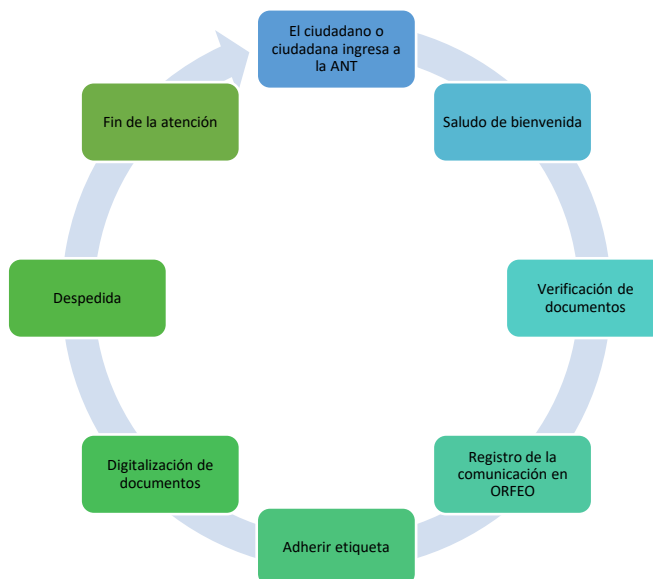 El ciudadano o
ciudadana ingresa a
la ANT
Saludo de bienvenida
Verificación de
documentos
Registro de la
comunicación en
ORFEO
Adherir etiqueta
Digitalización de
documentos
Despedida
Fin de la atención